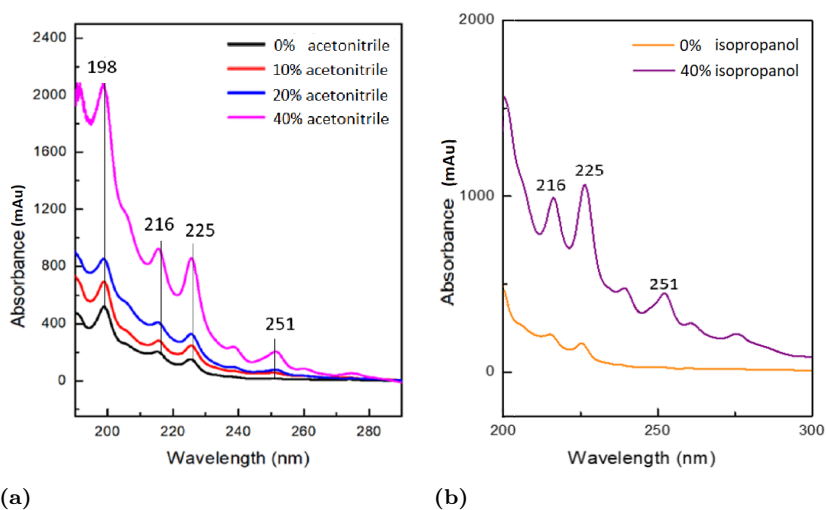 2400
2000
1600
1200
800
400
0
Absorbance (mAu)
200
220
240
260
280
Wavelength (nm)
0% acetonitrile
10% acetonitrile
20% acetonitrile
40% acetonitrile
198
216
225
251
(a)
(b)
2000
1000
0
Absorbance (mAu)
200
250
300
Wavelength (nm)
0% isopropanol
40% isopropanol
216
225
251